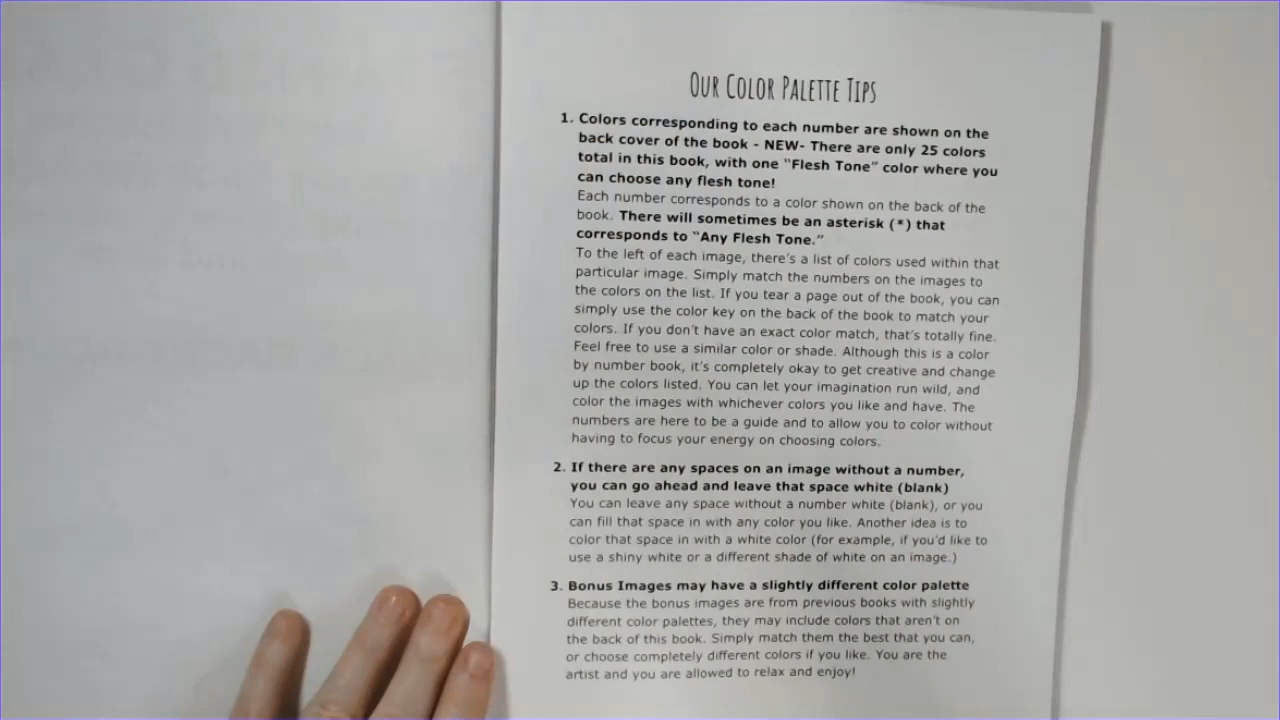 OUR COLOR PALETTE TIPS
1. Colors corresponding to each number are shown on the
back cover of the book - NEW- There are only 25 colors
total in this book, with one “Flesh Tone” color where you
can choose any flesh tone!
Each number corresponds to a color shown on the back of the
book. There will sometimes be an asterisk (*) that
corresponds to “Any Flesh Tone.”
To the left of each image, there’s a list of colors used within that
particular image. Simply match the numbers on the images to
the colors on the list. If you tear a page out of the book, you can
simply use the color key on the back of the book to match your
colors. If you don’t have an exact color match, that’s totally fine.
Feel free to use a similar color or shade. Although this is a color
by number book, it’s completely okay to get creative and change
up the colors listed. You can let your imagination run wild, and
color the images with whichever colors you like and have. The
numbers are here to be a guide and to allow you to color without
having to focus your energy on choosing colors.
2. If there are any spaces on an image without a number,
you can go ahead and leave that space white (blank)
You can leave any space without a number white (blank), or you
can fill that space in with any color you like. Another idea is to
color that space in with a white color (for example, if you’d like to
use a shiny white or a different shade of white on an image.)
3. Bonus Images may have a slightly different color palette
Because the bonus images are from previous books with slightly
different color palettes, they may include colors that aren’t on
the back of this book. Simply match them the best that you can,
or choose completely different colors if you like. You are the
artist and you are allowed to relax and enjoy!